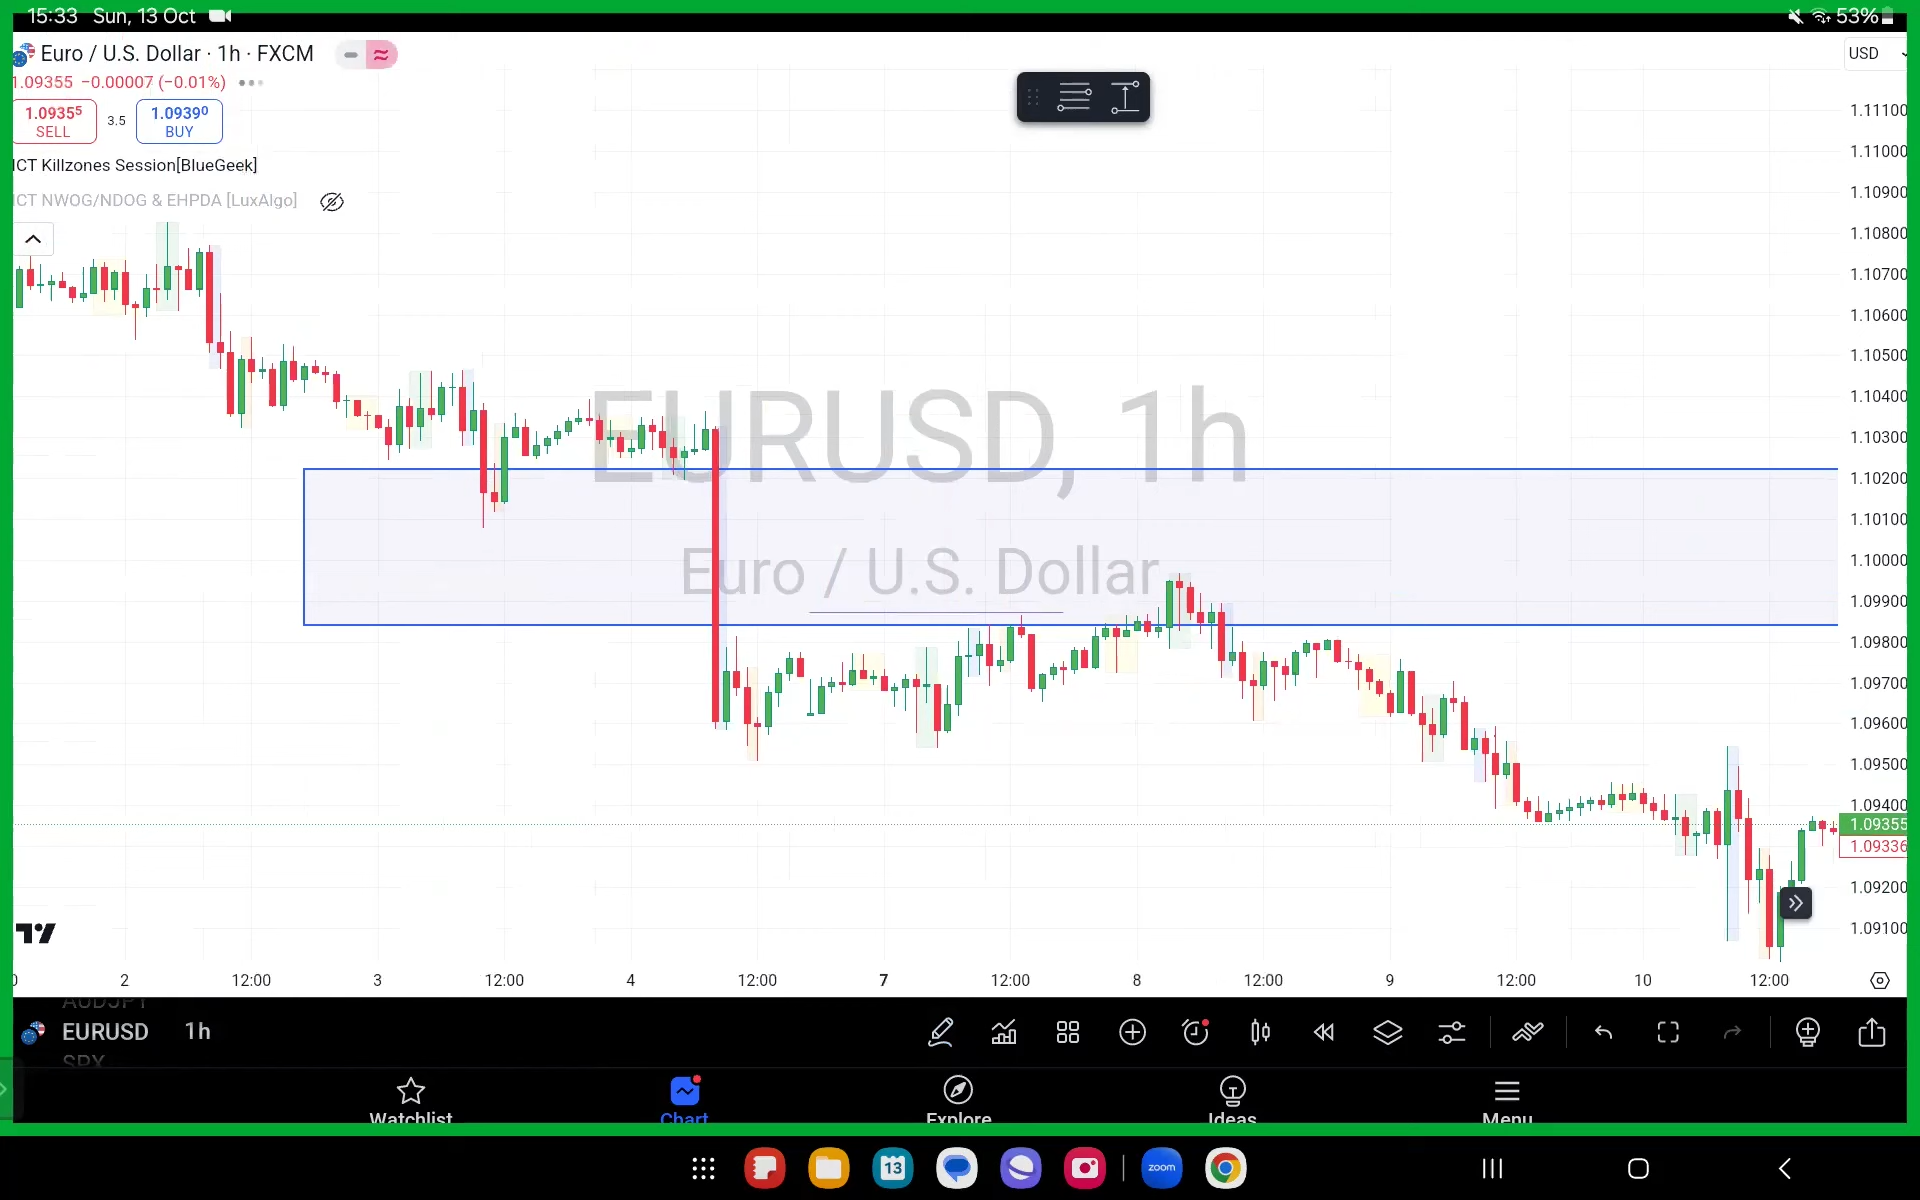 15:33 Sun, 13 Oct
53%
Euro / U.S. Dollar · 1h · FXCM
USD
1.09355 −0.00007 (−0.01%)
1.09355
SELL
3.5
1.09390
BUY
ICT Killzones Session[BlueGeek]
ICT NWOG/NDOG & EHPDA [LuxAlgo]
EURUSD, 1h
Euro / U.S. Dollar
1.11100
1.11000
1.10900
1.10800
1.10700
1.10600
1.10500
1.10400
1.10300
1.10200
1.10100
1.10000
1.09900
1.09800
1.09700
1.09600
1.09500
1.09400
1.09355
1.09336
1.09200
1.09100
2 12:00 3 12:00 4 12:00 7 12:00 8 12:00 9 12:00 10 12:00
AUDJPY
EURUSD 1h
SPX
Watchlist
Chart
Explore
Ideas
Menu
13
zoom